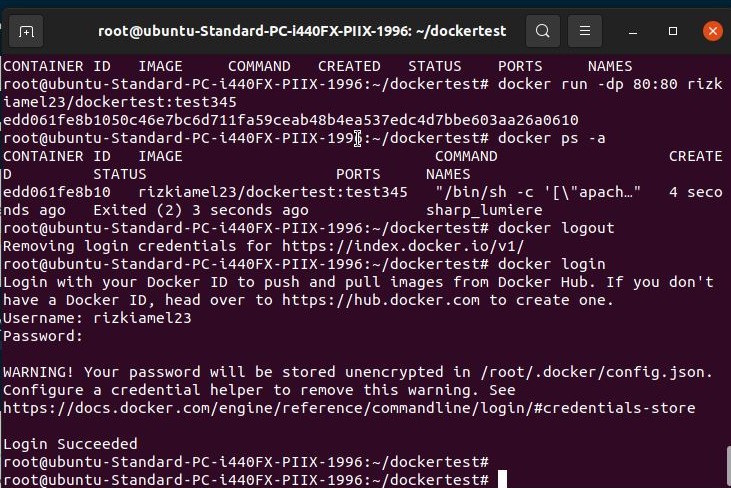 root@ubuntu-Standard-PC-i440FX-PIIX-1996: ~/dockertest
CONTAINER ID   IMAGE     COMMAND   CREATED   STATUS    PORTS     NAMES
root@ubuntu-Standard-PC-i440FX-PIIX-1996:~/dockertest# docker run -dp 80:80 rizk
iamel23/dockertest:test345
edd061fe8b1050c46e7bc6d711fa59ceab48b4ea537edc4d7bbe603aa26a0610
root@ubuntu-Standard-PC-i440FX-PIIX-1996:~/dockertest# docker ps -a
CONTAINER ID   IMAGE                            COMMAND                   CREATE
D         STATUS                     PORTS     NAMES
edd061fe8b10   rizkiamel23/dockertest:test345   "/bin/sh -c '[\"apach…"   4 seco
nds ago   Exited (2) 3 seconds ago             sharp_lumiere
root@ubuntu-Standard-PC-i440FX-PIIX-1996:~/dockertest# docker logout
Removing login credentials for https://index.docker.io/v1/
root@ubuntu-Standard-PC-i440FX-PIIX-1996:~/dockertest# docker login
Login with your Docker ID to push and pull images from Docker Hub. If you don't
have a Docker ID, head over to https://hub.docker.com to create one.
Username: rizkiamel23
Password:
WARNING! Your password will be stored unencrypted in /root/.docker/config.json.
Configure a credential helper to remove this warning. See
https://docs.docker.com/engine/reference/commandline/login/#credentials-store
Login Succeeded
root@ubuntu-Standard-PC-i440FX-PIIX-1996:~/dockertest#
root@ubuntu-Standard-PC-i440FX-PIIX-1996:~/dockertest#